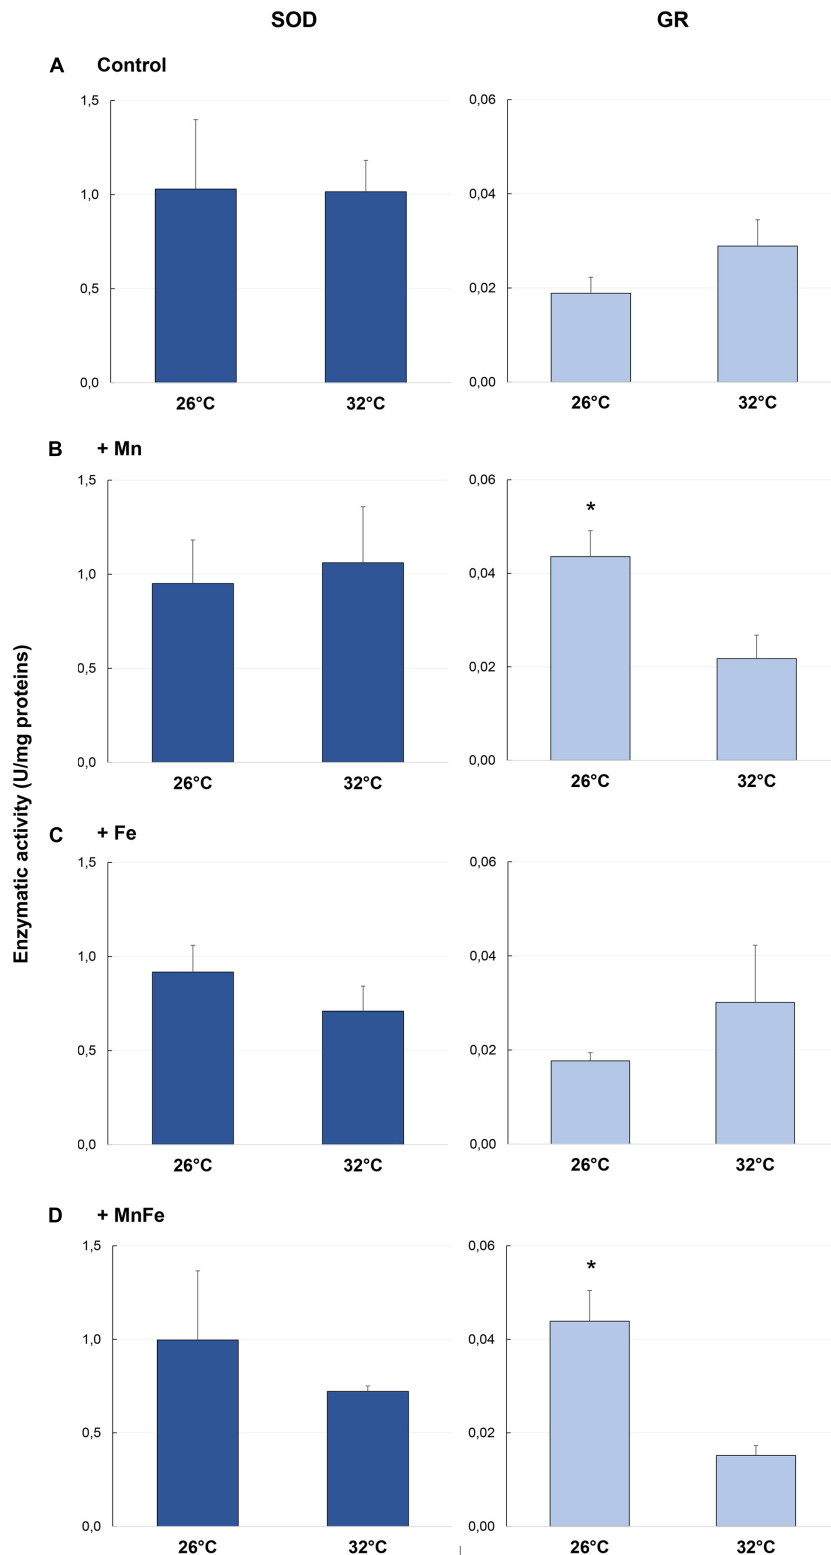 SOD GR
A Control
1,5 0,06
1,0 0,04
0,5 0,02
0,0 0,00
26°C 32°C 26°C 32°C
B + Mn
1,5 0,06
*
1,0 0,04
0,5 0,02
0,0 0,00
26°C 32°C 26°C 32°C
Enzymatic activity (U/mg proteins)
C + Fe
1,5 0,06
1,0 0,04
0,5 0,02
0,0 0,00
26°C 32°C 26°C 32°C
D + MnFe
1,5 0,06
*
1,0 0,04
0,5 0,02
0,0 0,00
26°C 32°C 26°C 32°C